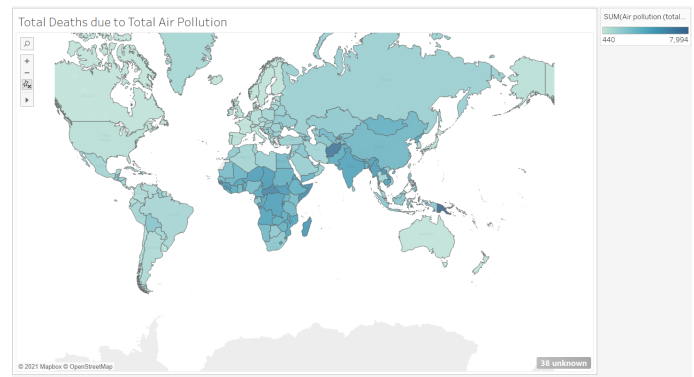 Total Deaths due to Total Air Pollution
SUM(Air pollution (total...
440 7,994
© 2021 Mapbox © OpenStreetMap
38 unknown